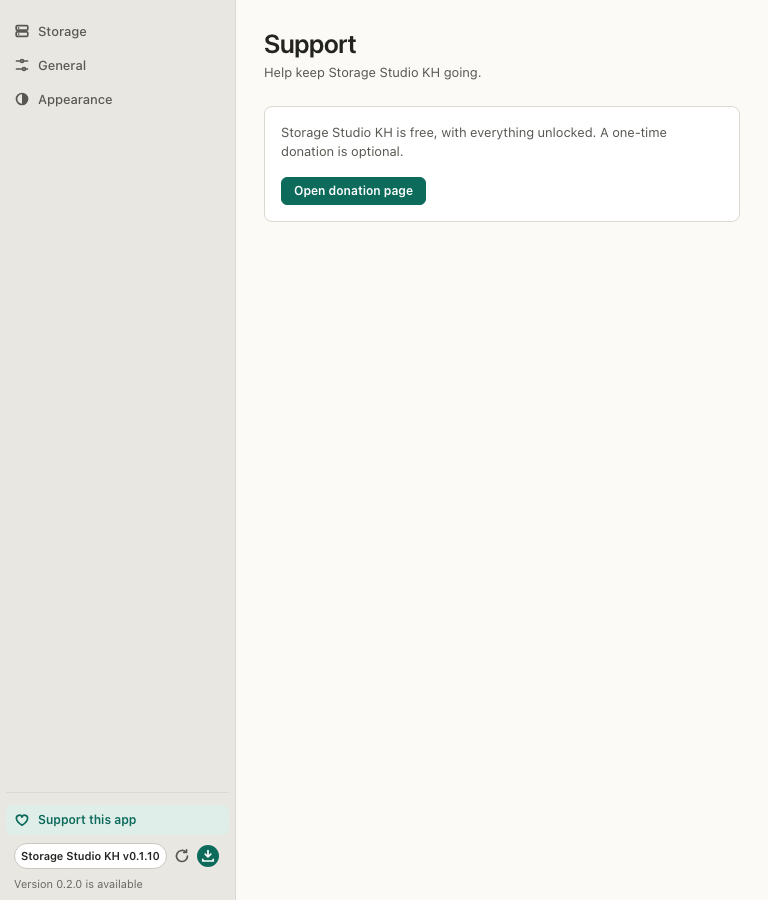 Storage
General
Appearance
Support
Help keep Storage Studio KH going.
Storage Studio KH is free, with everything unlocked. A one-time
donation is optional.
Open donation page
Support this app
Storage Studio KH v0.1.10
Version 0.2.0 is available